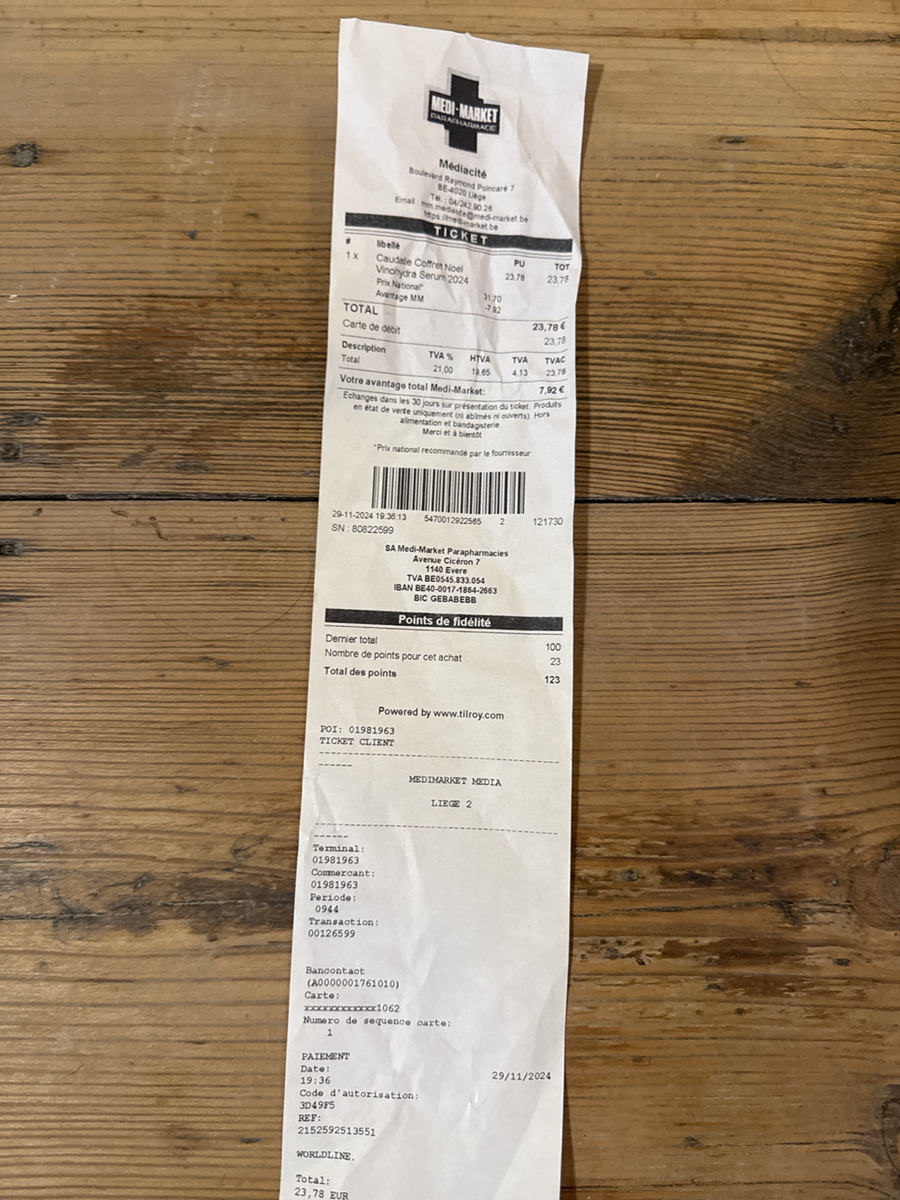 MEDI-MARKET
PARAPHARMACIE
Médiacité
Boulevard Raymond Poincaré 7
BE-4020 Liège
Tél. : 04/242.90.26
Email : mm.mediacite@medi-market.be
https://medi-market.be
TICKET
# libellé PU TOT
1 x Caudalie Coffret Noel 23,78 23,78
Vinohydra Serum 2024
Prix National* 31,70
Avantage MM -7,92
TOTAL 23,78 €
Carte de débit 23,78
Description TVA % HTVA TVA TVAC
Total 21,00 19,65 4,13 23,78
Votre avantage total Medi-Market: 7,92 €
Echanges dans les 30 jours sur présentation du ticket. Produits
en état de vente uniquement (ni abîmés ni ouverts). Hors
alimentation et bandagisterie.
Merci et à bientôt
*Prix national recommandé par le fournisseur
29-11-2024 19:36:13 5470012922565 2 121730
SN : 80822599
SA Medi-Market Parapharmacies
Avenue Cicéron 7
1140 Evere
TVA BE0545.833.054
IBAN BE40-0017-1864-2663
BIC GEBABEBB
Points de fidélité
Dernier total 100
Nombre de points pour cet achat 23
Total des points 123
Powered by www.tilroy.com
POI: 01981963
TICKET CLIENT
------------------------------------
------
MEDIMARKET MEDIA
LIEGE 2
------------------------------------
------
Terminal:
01981963
Commercant:
01981963
Periode:
0944
Transaction:
00126599
Bancontact
(A0000001761010)
Carte:
xxxxxxxxxxxx1062
Numero de sequence carte:
1
PAIEMENT
Date: 29/11/2024
19:36
Code d'autorisation:
3D49F5
REF:
2152592513551
WORLDLINE.
Total:
23,78 EUR